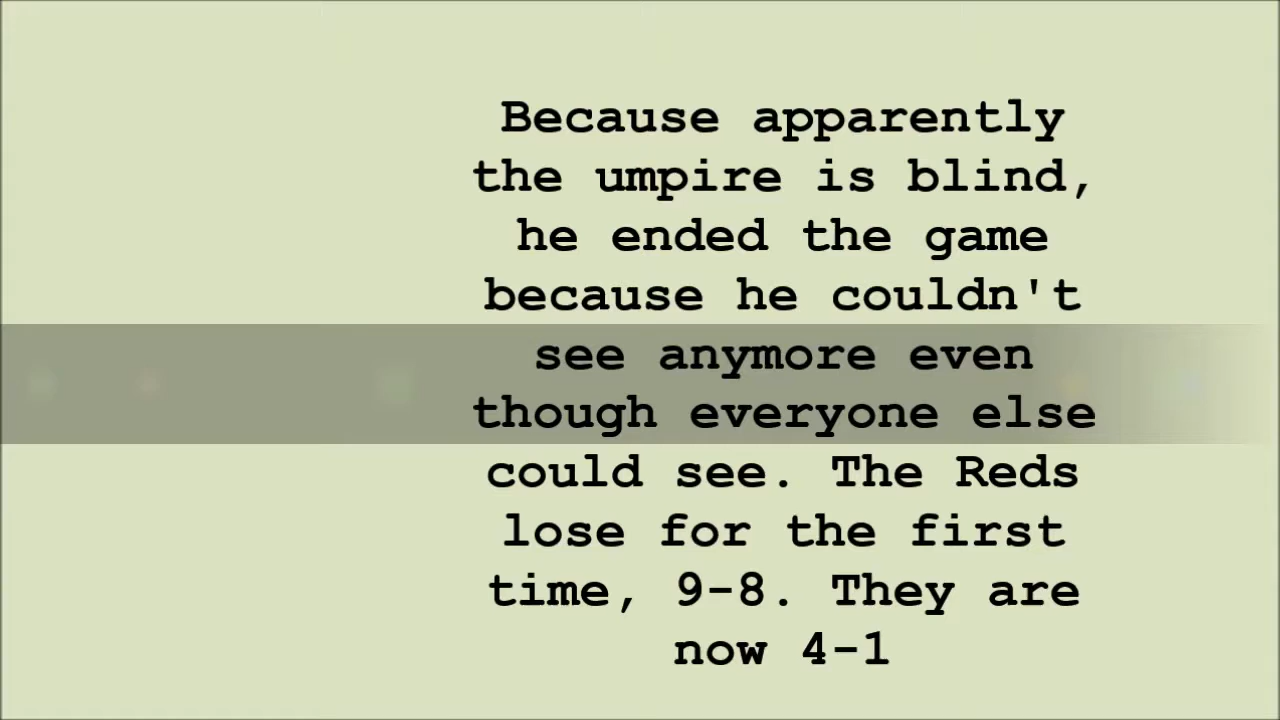 Because apparently
the umpire is blind,
he ended the game
because he couldn't
see anymore even
though everyone else
could see. The Reds
lose for the first
time, 9-8. They are
now 4-1